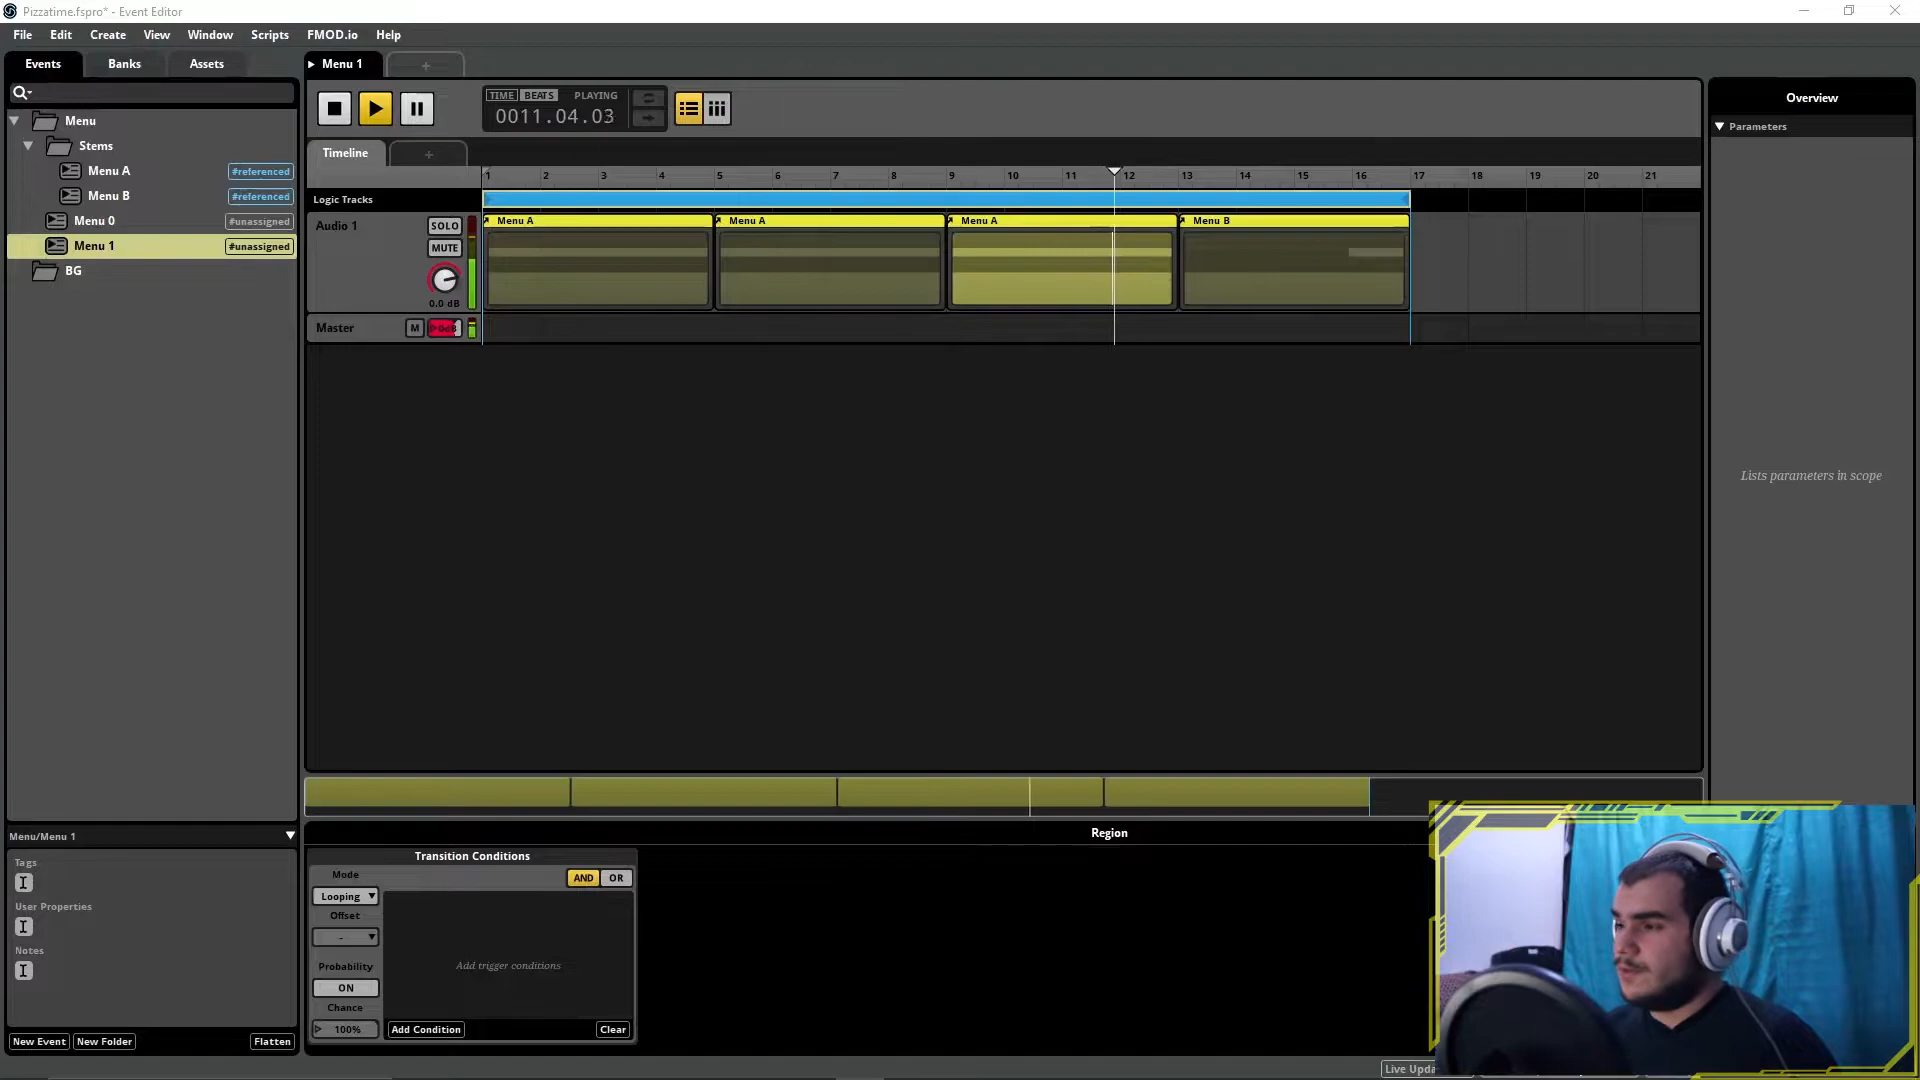 Pizzatime.fspro* - Event Editor
File Edit Create View Window Scripts FMOD.io Help
Events Banks Assets
Menu 1
+
Menu
Stems
Menu A #referenced
Menu B #referenced
Menu 0 #unassigned
Menu 1 #unassigned
BG
TIME BEATS PLAYING
0011.04.03
Timeline
+
1 2 3 4 5 6 7 8 9 10 11 12 13 14 15 16 17 18 19 20 21
Logic Tracks
Audio 1 SOLO
MUTE
0.0 dB
Menu A Menu A Menu A Menu B
Master M 0dB
Overview
Parameters
Lists parameters in scope
Menu/Menu 1
Tags
User Properties
Notes
New Event New Folder Flatten
Region
Transition Conditions
Mode
AND OR
Looping
Offset
-
Probability
ON
Chance
100%
Add trigger conditions
Add Condition Clear
Live Upda